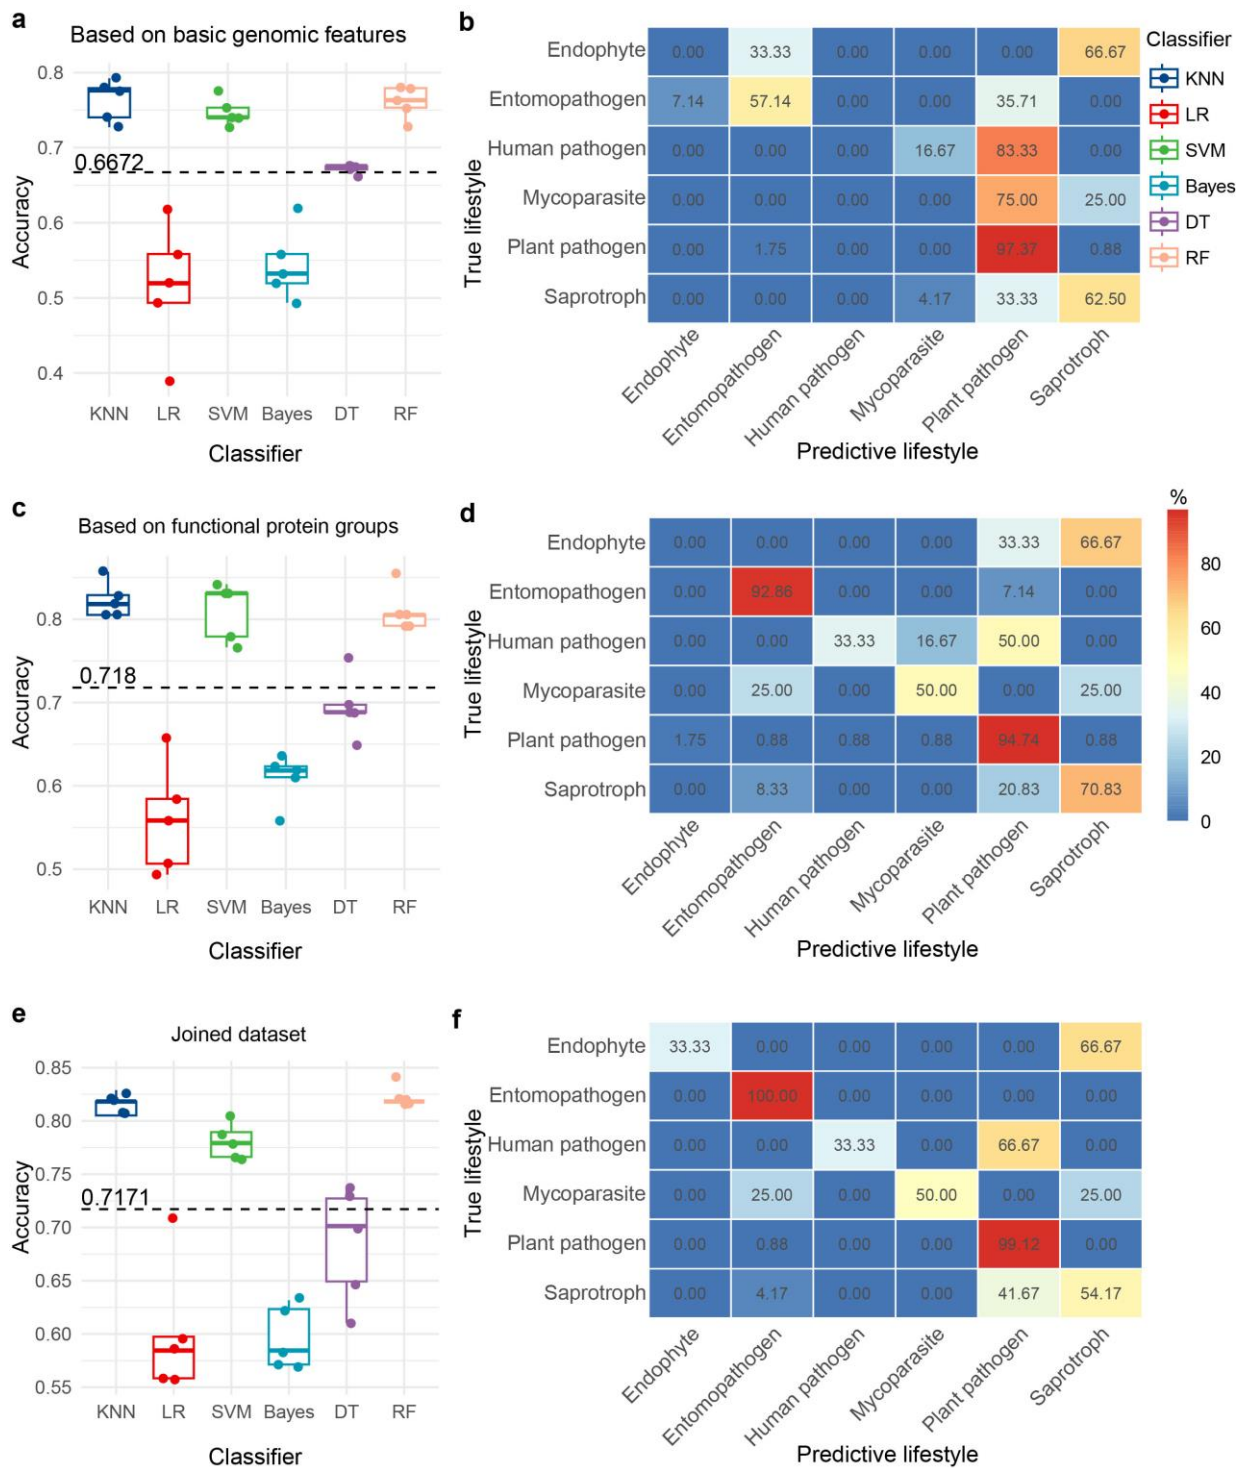 a
Based on basic genomic features
0.8
0.7
0.6
0.5
0.4
0.6672
Accuracy
KNN LR SVM Bayes DT RF
Classifier
b
True lifestyle
Endophyte 0.00 33.33 0.00 0.00 0.00 66.67
Entomopathogen 7.14 57.14 0.00 0.00 35.71 0.00
Human pathogen 0.00 0.00 0.00 16.67 83.33 0.00
Mycoparasite 0.00 0.00 0.00 0.00 75.00 25.00
Plant pathogen 0.00 1.75 0.00 0.00 97.37 0.88
Saprotroph 0.00 0.00 0.00 4.17 33.33 62.50
Endophyte Entomopathogen Human pathogen Mycoparasite Plant pathogen Saprotroph
Predictive lifestyle
Classifier
KNN
LR
SVM
Bayes
DT
RF
c
Based on functional protein groups
0.8
0.7
0.6
0.5
0.718
Accuracy
KNN LR SVM Bayes DT RF
Classifier
d
True lifestyle
Endophyte 0.00 0.00 0.00 0.00 33.33 66.67
Entomopathogen 0.00 92.86 0.00 0.00 7.14 0.00
Human pathogen 0.00 0.00 33.33 16.67 50.00 0.00
Mycoparasite 0.00 25.00 0.00 50.00 0.00 25.00
Plant pathogen 1.75 0.88 0.88 0.88 94.74 0.88
Saprotroph 0.00 8.33 0.00 0.00 20.83 70.83
Endophyte Entomopathogen Human pathogen Mycoparasite Plant pathogen Saprotroph
Predictive lifestyle
%
80
60
40
20
0
e
Joined dataset
0.85
0.80
0.75
0.70
0.65
0.60
0.55
0.7171
Accuracy
KNN LR SVM Bayes DT RF
Classifier
f
True lifestyle
Endophyte 33.33 0.00 0.00 0.00 0.00 66.67
Entomopathogen 0.00 100.00 0.00 0.00 0.00 0.00
Human pathogen 0.00 0.00 33.33 0.00 66.67 0.00
Mycoparasite 0.00 25.00 0.00 50.00 0.00 25.00
Plant pathogen 0.00 0.88 0.00 0.00 99.12 0.00
Saprotroph 0.00 4.17 0.00 0.00 41.67 54.17
Endophyte Entomopathogen Human pathogen Mycoparasite Plant pathogen Saprotroph
Predictive lifestyle